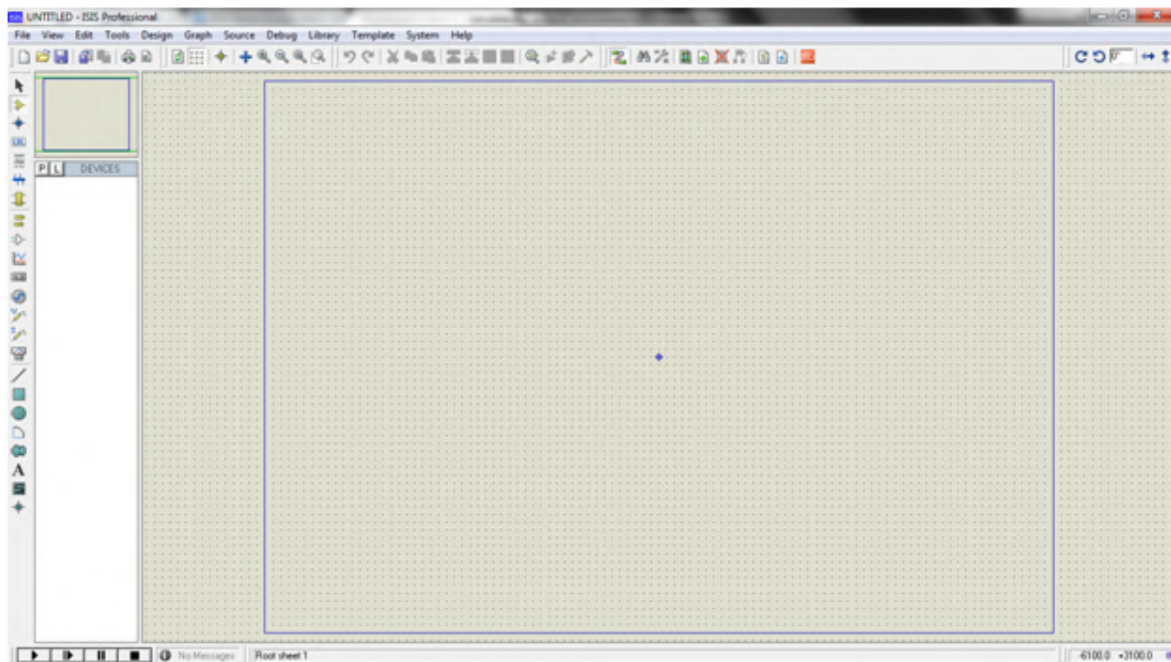 ISIS UNTITLED - ISIS Professional
File View Edit Tools Design Graph Source Debug Library Template System Help
P L DEVICES
A
S
No Messages Root sheet 1 -6100.0 +3100.0